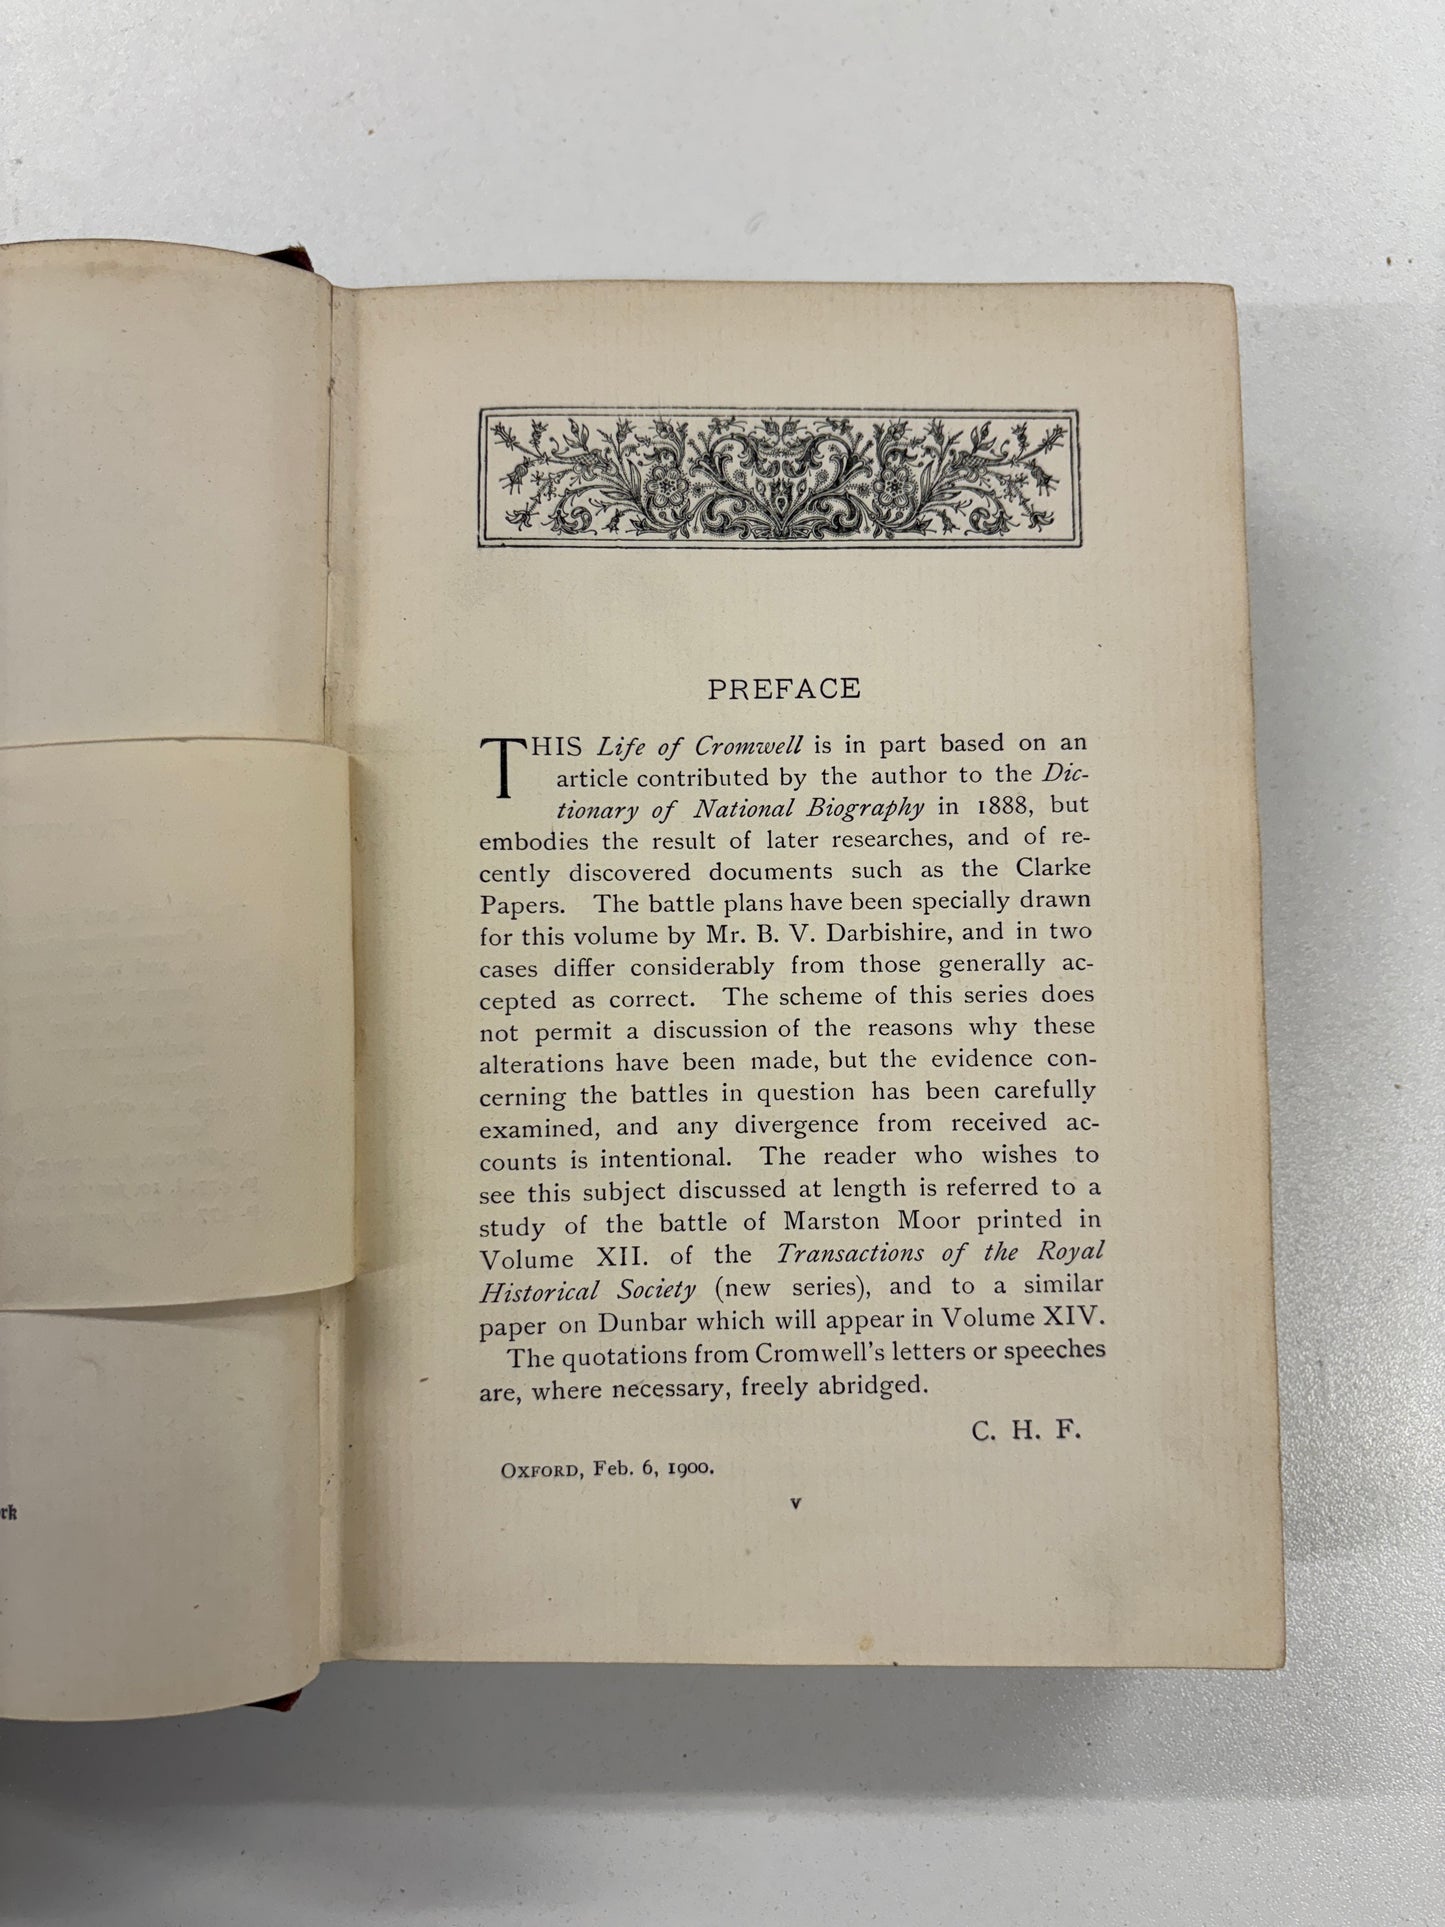 PREFACE
THIS Life of Cromwell is in part based on an
article contributed by the author to the Dic-
tionary of National Biography in 1888, but
embodies the result of later researches, and of re-
cently discovered documents such as the Clarke
Papers. The battle plans have been specially drawn
for this volume by Mr. B. V. Darbishire, and in two
cases differ considerably from those generally ac-
cepted as correct. The scheme of this series does
not permit a discussion of the reasons why these
alterations have been made, but the evidence con-
cerning the battles in question has been carefully
examined, and any divergence from received ac-
counts is intentional. The reader who wishes to
see this subject discussed at length is referred to a
study of the battle of Marston Moor printed in
Volume XII. of the Transactions of the Royal
Historical Society (new series), and to a similar
paper on Dunbar which will appear in Volume XIV.
The quotations from Cromwell's letters or speeches
are, where necessary, freely abridged.
C. H. F.
OXFORD, Feb. 6, 1900.
v